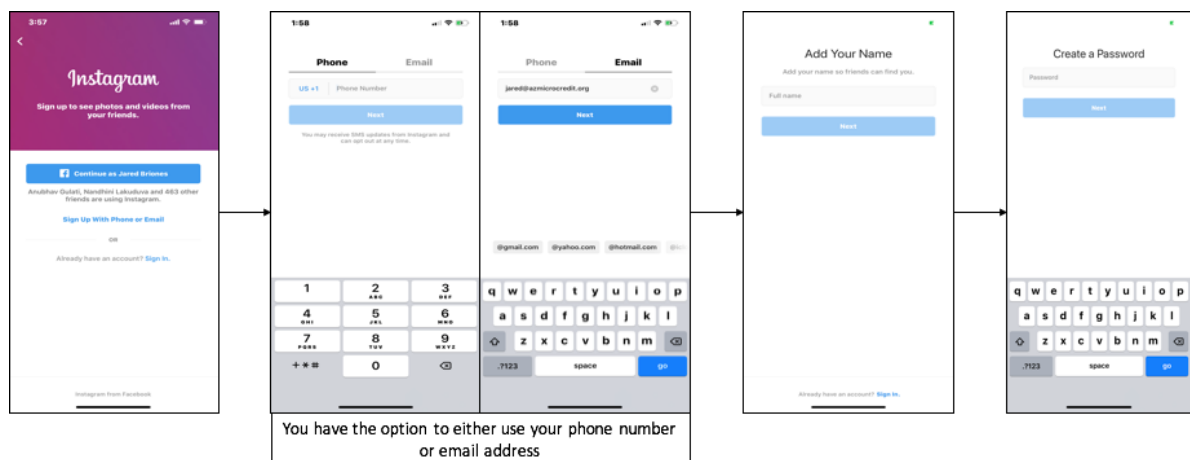 3:57
Instagram
Sign up to see photos and videos from
your friends.
Continue as Jared Briones
Anubhav Gulati, Nandhini Lakuduva and 463 other
friends are using Instagram.
Sign Up With Phone or Email
OR
Already have an account? Sign in.
Instagram from Facebook
1:58
Phone Email
US +1 Phone Number
Next
You may receive SMS updates from Instagram and
can opt out at any time.
1 2 3
ABC DEF
4 5 6
GHI JKL MNO
7 8 9
PQRS TUV WXYZ
+ * # 0
1:58
Phone Email
jared@azmicrocredit.org
Next
@gmail.com @yahoo.com @hotmail.com
q w e r t y u i o p
a s d f g h j k l
z x c v b n m
.?123 space go
You have the option to either use your phone number
or email address
Add Your Name
Add your name so friends can find you.
Full name
Next
Already have an account? Sign in.
Create a Password
Password
Next
q w e r t y u i o p
a s d f g h j k l
z x c v b n m
.?123 space go